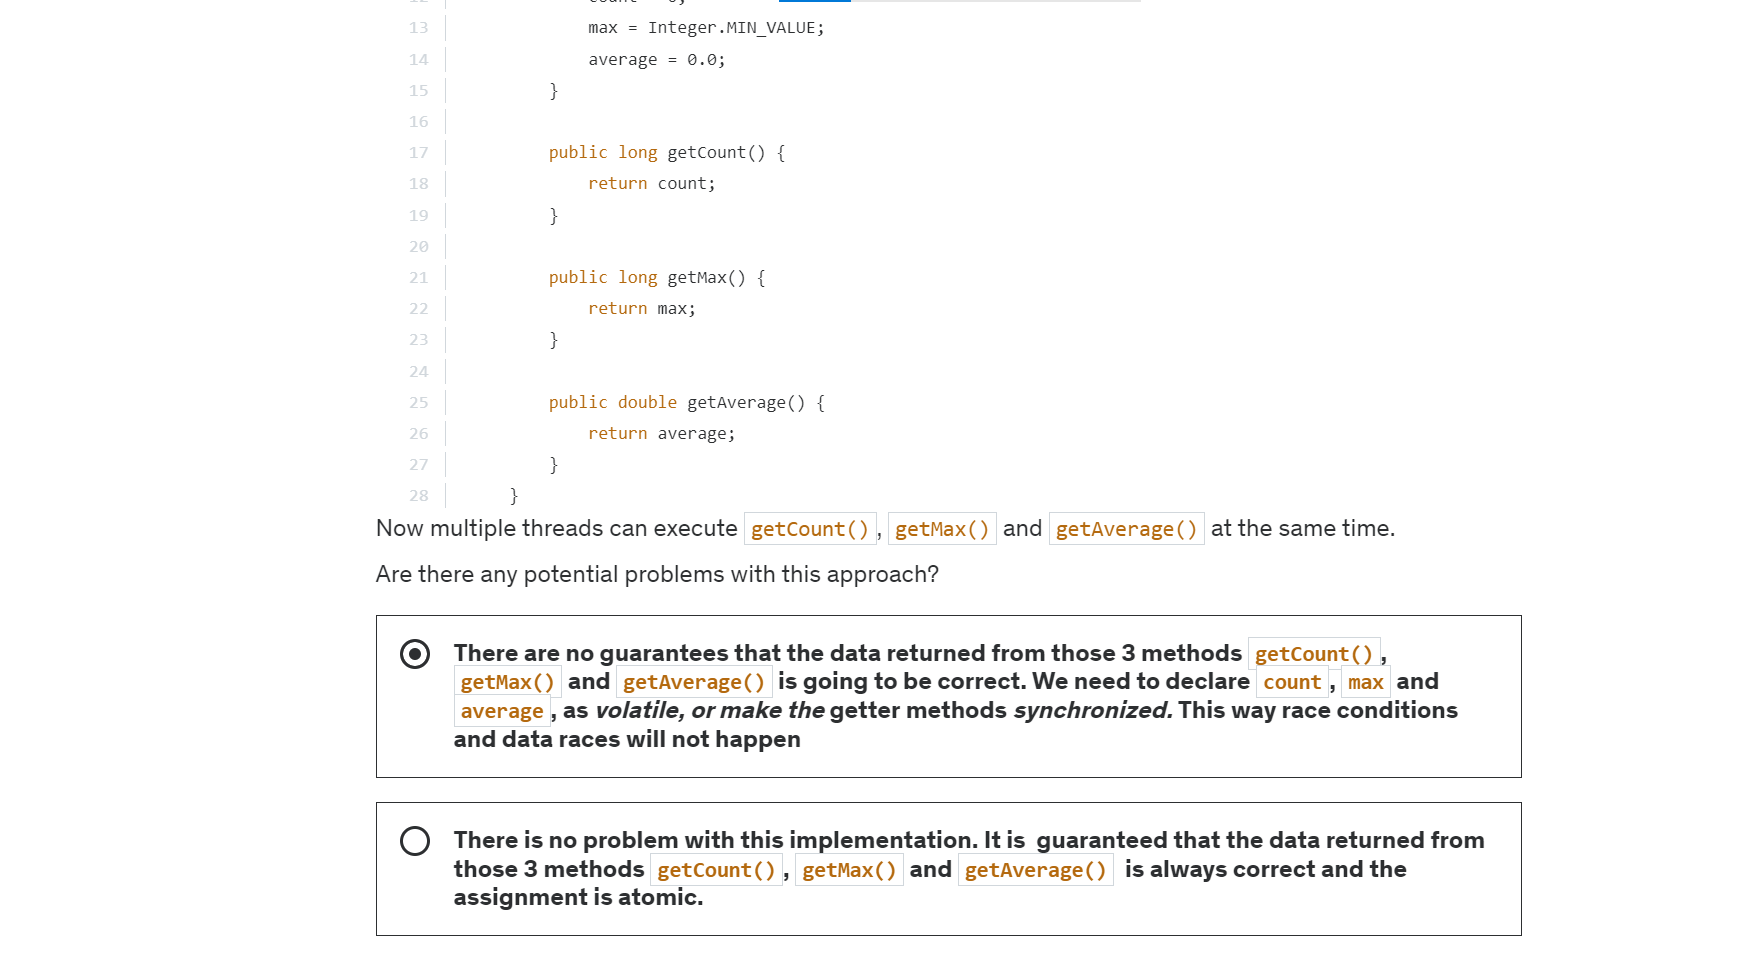 13 max = Integer.MIN_VALUE;
14 average = 0.0;
15 }
16
17 public long getCount() {
18 return count;
19 }
20
21 public long getMax() {
22 return max;
23 }
24
25 public double getAverage() {
26 return average;
27 }
28 }
Now multiple threads can execute getCount(), getMax() and getAverage() at the same time.
Are there any potential problems with this approach?
There are no guarantees that the data returned from those 3 methods getCount(),
getMax() and getAverage() is going to be correct. We need to declare count, max and
average, as volatile, or make the getter methods synchronized. This way race conditions
and data races will not happen
There is no problem with this implementation. It is guaranteed that the data returned from
those 3 methods getCount(), getMax() and getAverage() is always correct and the
assignment is atomic.